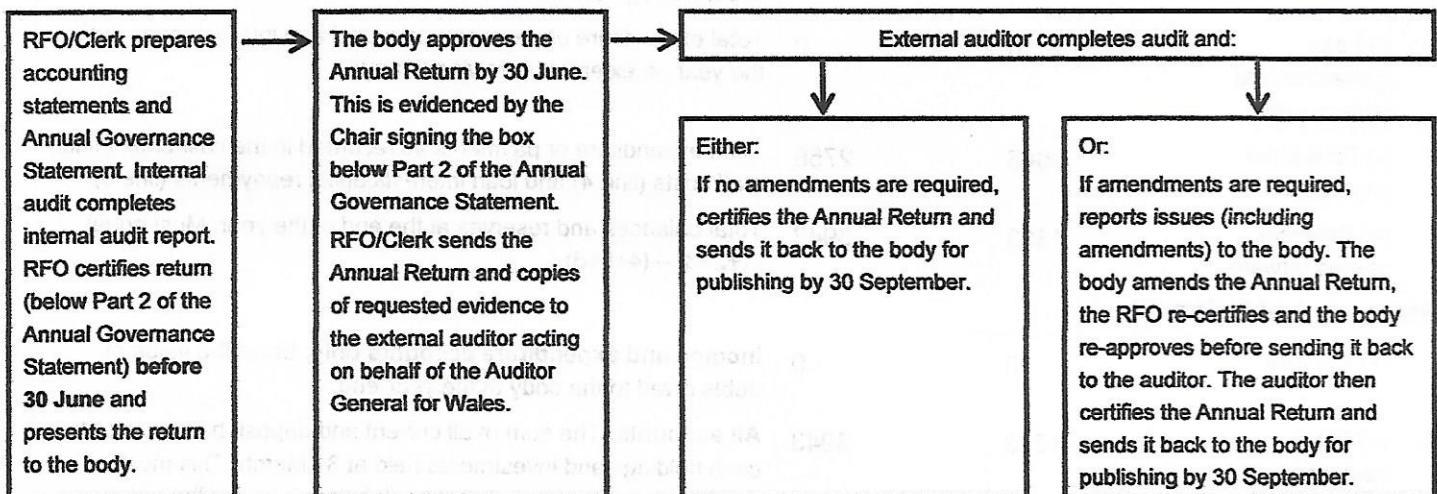 RFO/Clerk prepares
accounting
statements and
Annual Governance
Statement. Internal
audit completes
internal audit report.
RFO certifies return
(below Part 2 of the
Annual Governance
Statement) before
30 June and
presents the return
to the body.
The body approves the
Annual Return by 30 June.
This is evidenced by the
Chair signing the box
below Part 2 of the Annual
Governance Statement.
RFO/Clerk sends the
Annual Return and copies
of requested evidence to
the external auditor acting
on behalf of the Auditor
General for Wales.
External auditor completes audit and:
Either:
If no amendments are required,
certifies the Annual Return and
sends it back to the body for
publishing by 30 September.
Or:
If amendments are required,
reports issues (including
amendments) to the body. The
body amends the Annual Return,
the RFO re-certifies and the body
re-approves before sending it back
to the auditor. The auditor then
certifies the Annual Return and
sends it back to the body for
publishing by 30 September.